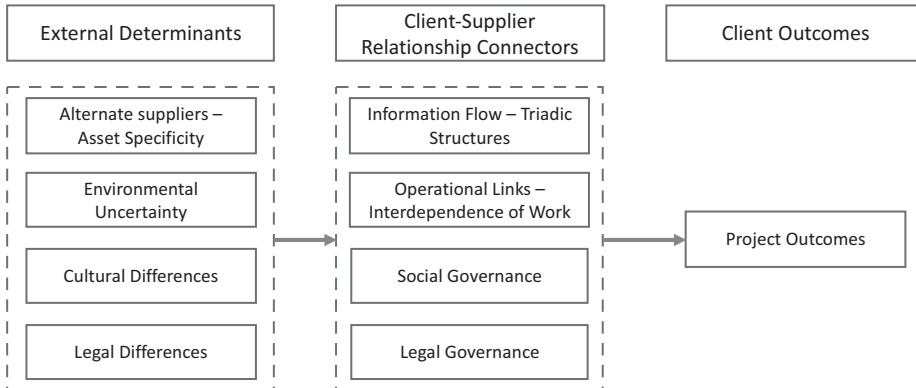 External Determinants
Client-Supplier
Relationship Connectors
Client Outcomes
Alternate suppliers –
Asset Specificity
Environmental
Uncertainty
Cultural Differences
Legal Differences
Information Flow – Triadic
Structures
Operational Links –
Interdependence of Work
Social Governance
Legal Governance
Project Outcomes